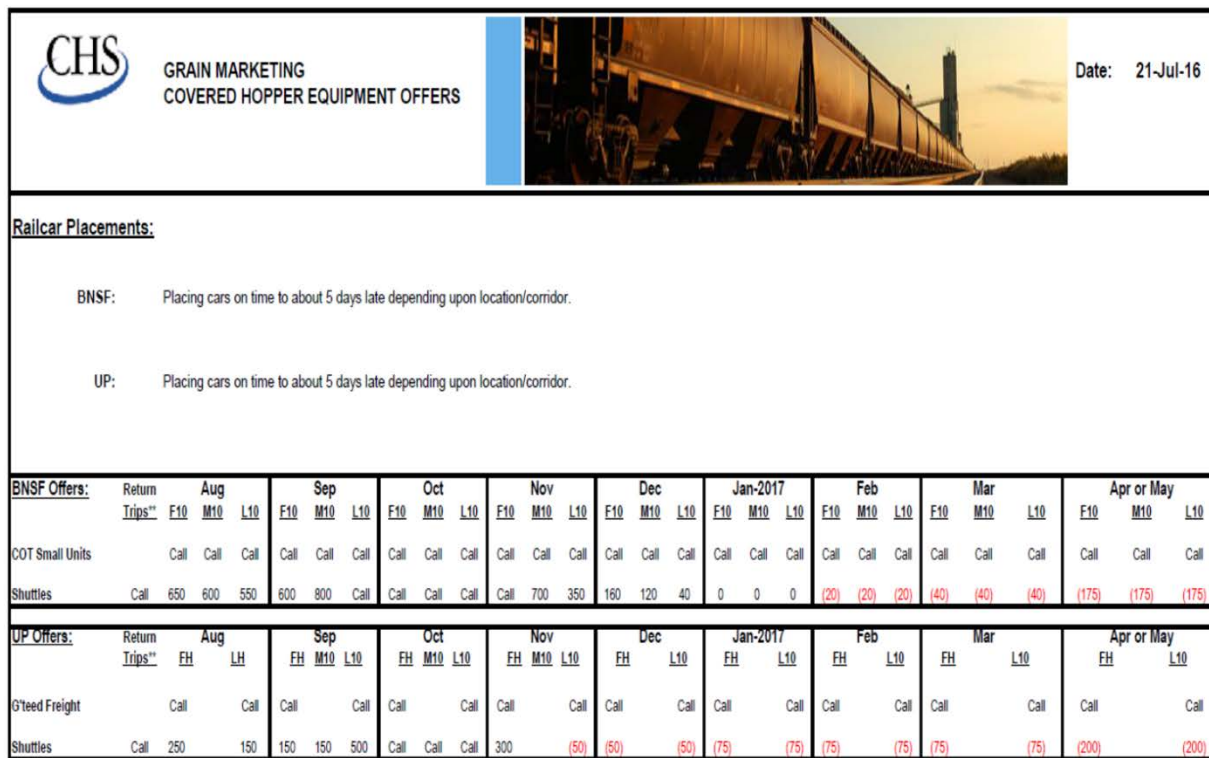 CHS
GRAIN MARKETING
COVERED HOPPER EQUIPMENT OFFERS
Date: 21-Jul-16
Railcar Placements:
BNSF: Placing cars on time to about 5 days late depending upon location/corridor.
UP: Placing cars on time to about 5 days late depending upon location/corridor.
BNSF Offers: Return Aug Sep Oct Nov Dec Jan-2017 Feb Mar Apr or May
Trips** F10 M10 L10 F10 M10 L10 F10 M10 L10 F10 M10 L10 F10 M10 L10 F10 M10 L10 F10 M10 L10 F10 M10 L10 F10 M10 L10
COT Small Units Call Call Call Call Call Call Call Call Call Call Call Call Call Call Call Call Call Call Call Call Call Call Call Call Call Call Call
Shuttles Call 650 600 550 600 800 Call Call Call Call Call 700 350 160 120 40 0 0 0 (20) (20) (20) (40) (40) (40) (175) (175) (175)
UP Offers: Return Aug Sep Oct Nov Dec Jan-2017 Feb Mar Apr or May
Trips** FH LH FH M10 L10 FH M10 L10 FH M10 L10 FH L10 FH L10 FH L10 FH L10 FH L10
G'teed Freight Call Call Call Call Call Call Call Call Call Call Call Call Call Call Call Call Call Call
Shuttles Call 250 150 150 150 500 Call Call Call 300 (50) (50) (50) (75) (75) (75) (75) (75) (75) (200) (200)